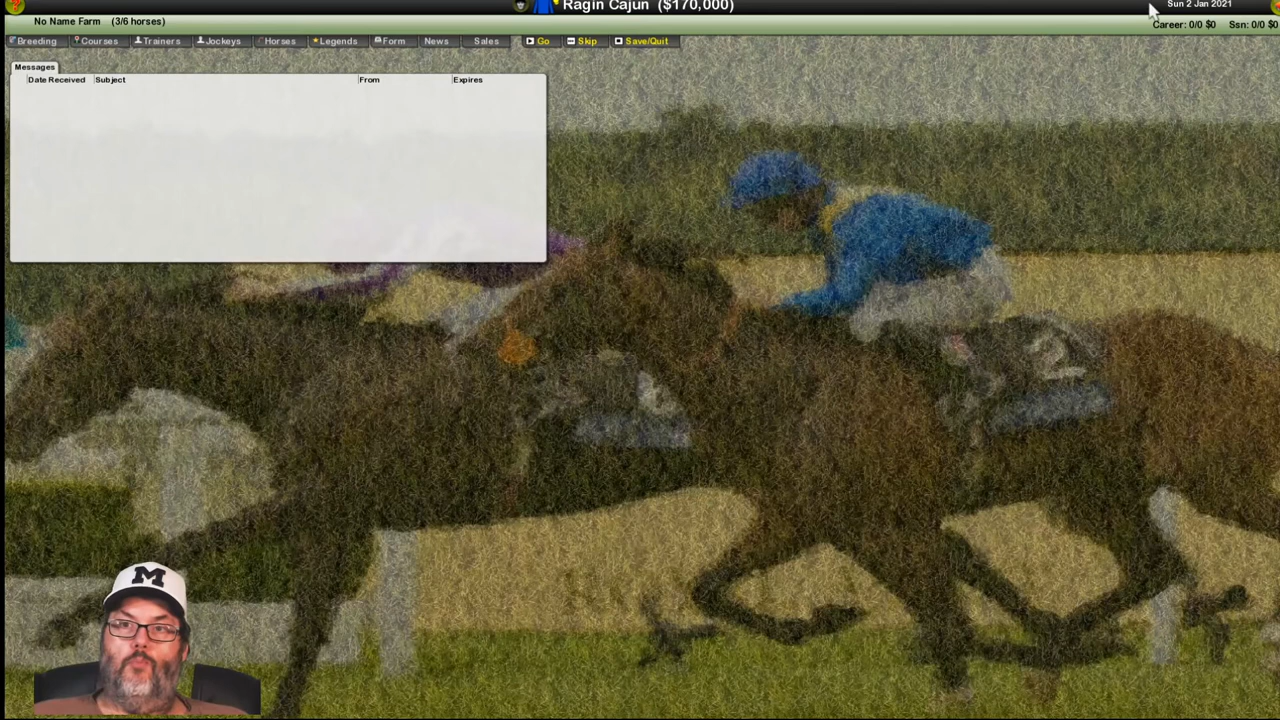 Ragin Cajun ($170,000)
Sun 2 Jan 2021
No Name Farm (3/6 horses)
Career: 0/0 $0 Ssn: 0/0 $0
Breeding Courses Trainers Jockeys Horses Legends Form News Sales Go Skip Save/Quit
Messages
Date Received Subject From Expires
M